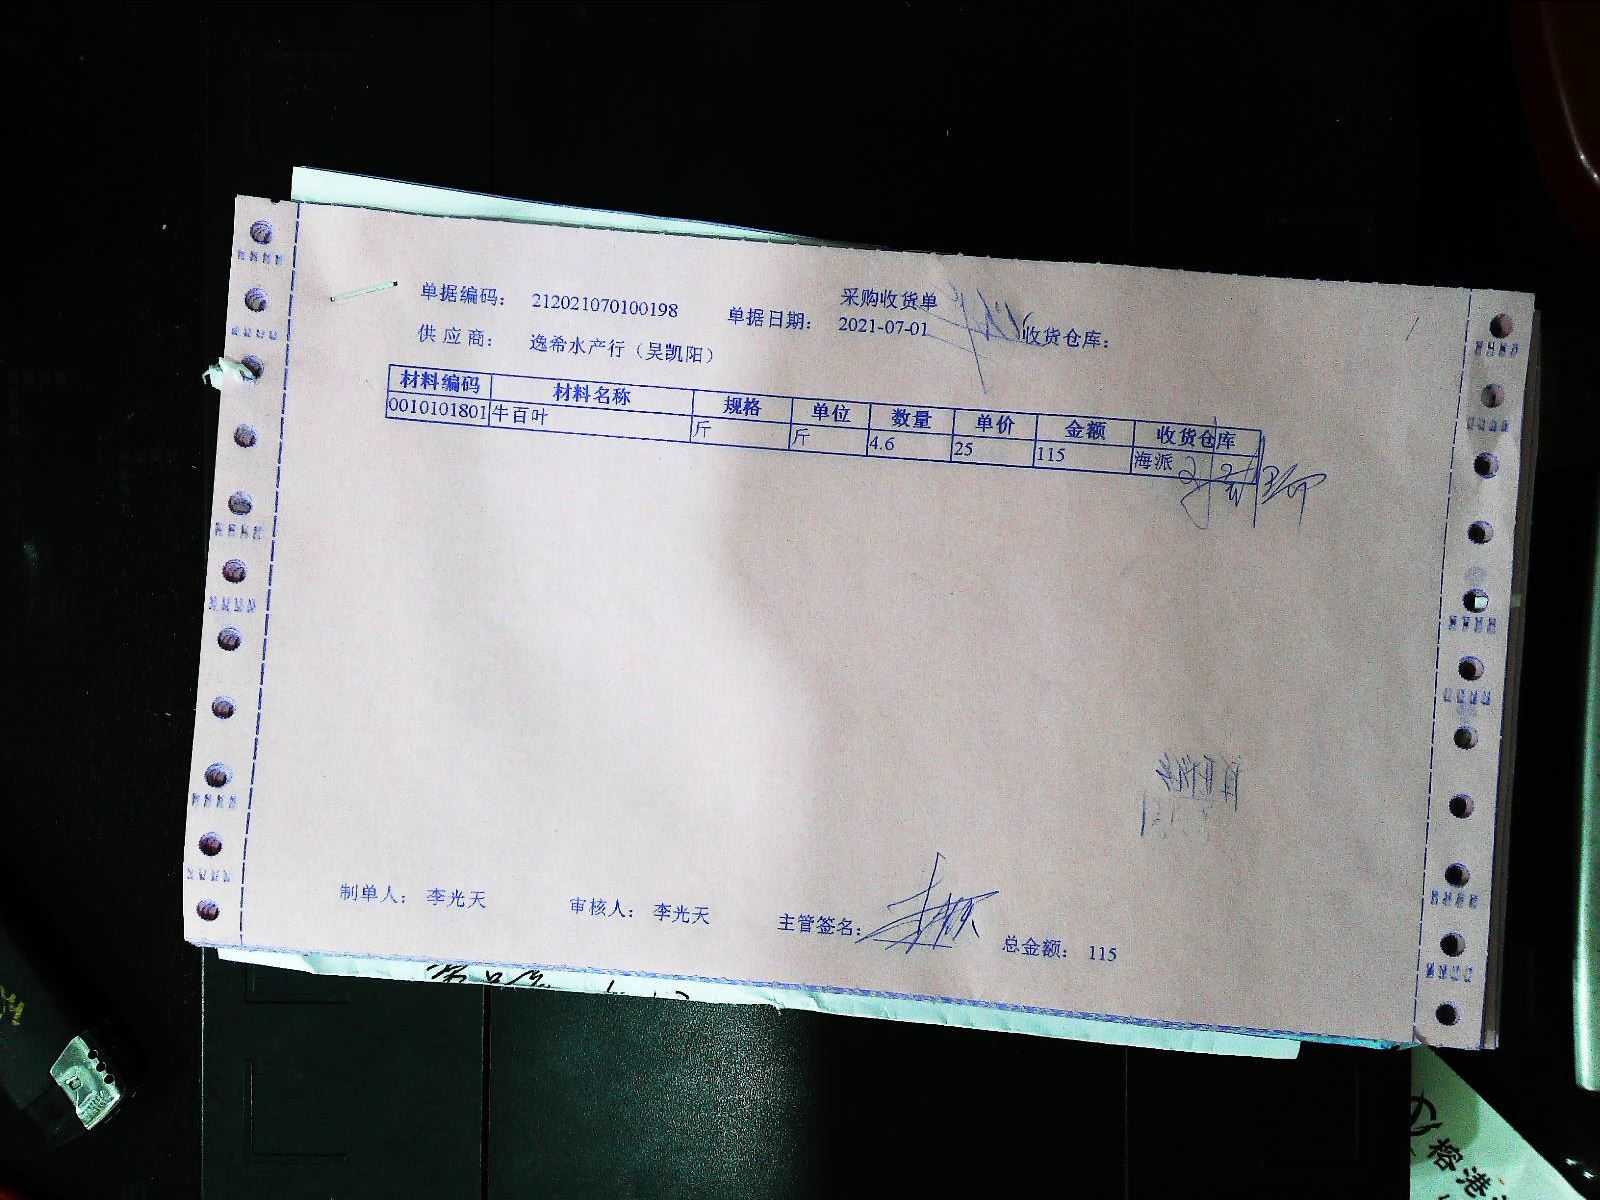 采购收货单
单据编码： 212021070100198 单据日期： 2021-07-01 收货仓库：
供应商： 逸希水产行（吴凯阳）
材料编码 材料名称 规格 单位 数量 单价 金额 收货仓库
0010101801 牛百叶 斤 斤 4.6 25 115 海派
制单人： 李光天 审核人： 李光天 主管签名： 总金额： 115
榕港